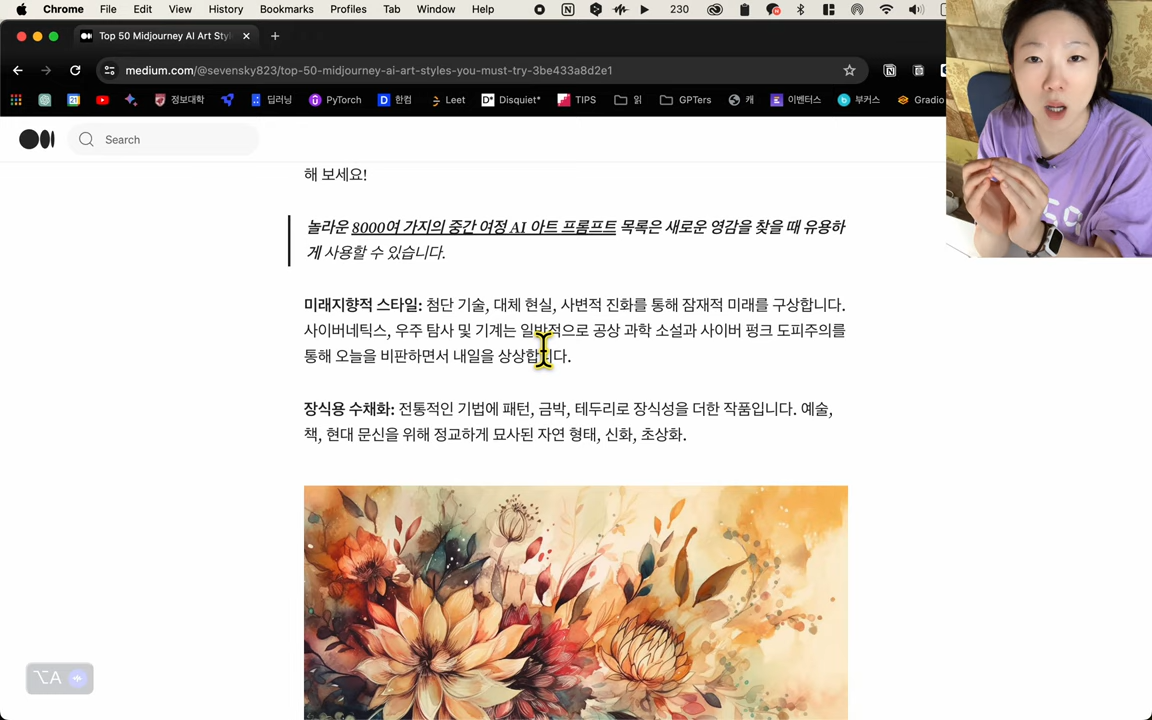 Chrome File Edit View History Bookmarks Profiles Tab Window Help 230
Top 50 Midjourney AI Art Styl
medium.com/@sevensky823/top-50-midjourney-ai-art-styles-you-must-try-3be433a8d2e1
정보대학 딥러닝 PyTorch 한컴 Leet Disquiet* TIPS 읽 GPTers 캐 이벤터스 부커스 Gradio
Search
해 보세요!
놀라운 8000여 가지의 중간 여정 AI 아트 프롬프트 목록은 새로운 영감을 찾을 때 유용하
게 사용할 수 있습니다.
미래지향적 스타일: 첨단 기술, 대체 현실, 사변적 진화를 통해 잠재적 미래를 구상합니다.
사이버네틱스, 우주 탐사 및 기계는 일반적으로 공상 과학 소설과 사이버 펑크 도피주의를
통해 오늘을 비판하면서 내일을 상상합니다.
장식용 수채화: 전통적인 기법에 패턴, 금박, 테두리로 장식성을 더한 작품입니다. 예술,
책, 현대 문신을 위해 정교하게 묘사된 자연 형태, 신화, 초상화.
⌥A